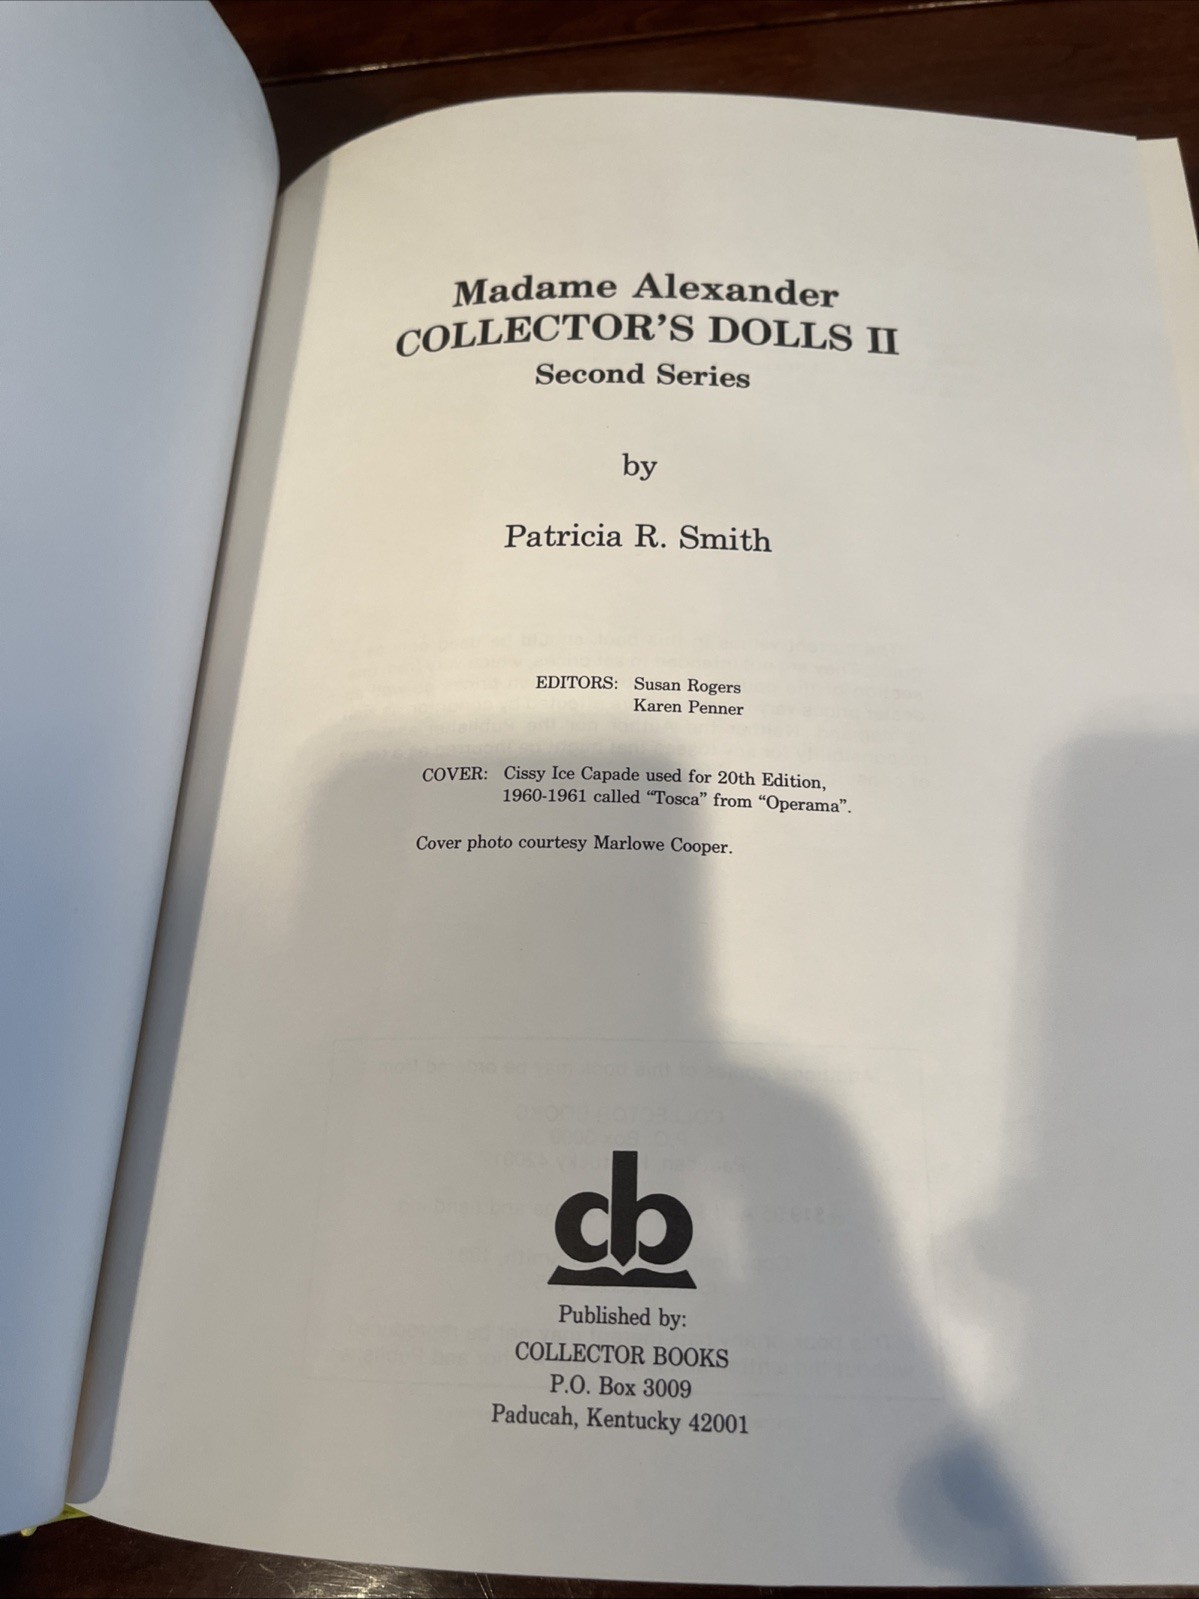 Madame Alexander
COLLECTOR'S DOLLS II
Second Series
by
Patricia R. Smith
EDITORS: Susan Rogers
Karen Penner
COVER: Cissy Ice Capade used for 20th Edition,
1960-1961 called “Tosca” from “Operama”.
Cover photo courtesy Marlowe Cooper.
cb
Published by:
COLLECTOR BOOKS
P.O. Box 3009
Paducah, Kentucky 42001